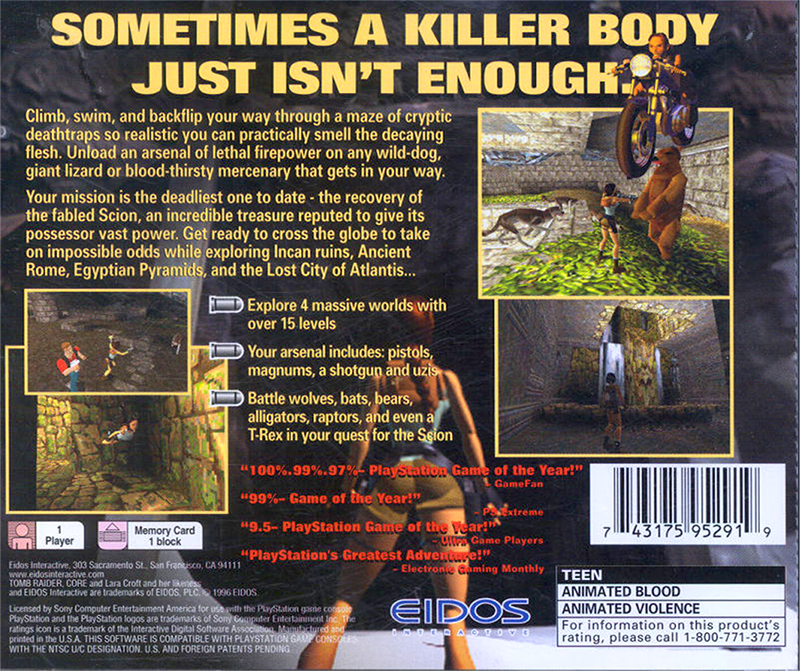 SOMETIMES A KILLER BODY
JUST ISN'T ENOUGH.
Climb, swim, and backflip your way through a maze of cryptic
deathtraps so realistic you can practically smell the decaying
flesh. Unload an arsenal of lethal firepower on any wild-dog,
giant lizard or blood-thirsty mercenary that gets in your way.
Your mission is the deadliest one to date - the recovery of
the fabled Scion, an incredible treasure reputed to give its
possessor vast power. Get ready to cross the globe to take
on impossible odds while exploring Incan ruins, Ancient
Rome, Egyptian Pyramids, and the Lost City of Atlantis...
Explore 4 massive worlds with
over 15 levels
Your arsenal includes: pistols,
magnums, a shotgun and uzis
Battle wolves, bats, bears,
alligators, raptors, and even a
T-Rex in your quest for the Scion
"100%.99%.97%- PlayStation Game of the Year!"
- GameFan
"99%- Game of the Year!"
- PS Extreme
"9.5- PlayStation Game of the Year!"
- Ultra Game Players
"PlayStation's Greatest Adventure!"
- Electronic Gaming Monthly
1
Player
Memory Card
1 block
7 43175 95291 9
Eidos Interactive, 303 Sacramento St., San Francisco, CA 94111
www.eidosinteractive.com
TOMB RAIDER, CORE and Lara Croft and her likeness
and EIDOS Interactive are trademarks of EIDOS, PLC. © 1996 EIDOS.
Licensed by Sony Computer Entertainment America for use with the PlayStation game console.
PlayStation and the PlayStation logos are trademarks of Sony Computer Entertainment Inc. The
ratings icon is a trademark of the Interactive Digital Software Association. Manufactured and
printed in the U.S.A. THIS SOFTWARE IS COMPATIBLE WITH PLAYSTATION GAME CONSOLES
WITH THE NTSC U/C DESIGNATION. U.S. AND FOREIGN PATENTS PENDING.
EIDOS
INTERACTIVE
TEEN
ANIMATED BLOOD
ANIMATED VIOLENCE
For information on this product's
rating, please call 1-800-771-3772